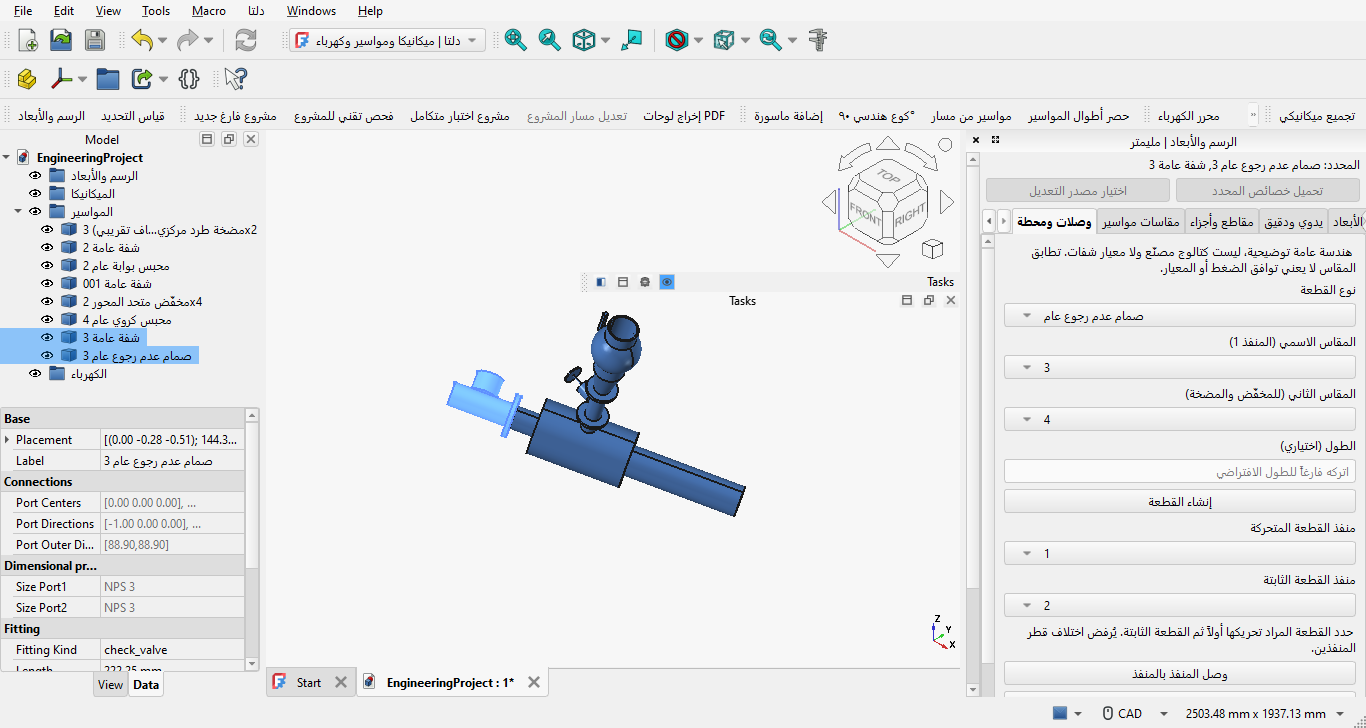 File Edit View Tools Macro دلتا Windows Help
دلتا | ميكانيكا ومواسير وكهرباء
الرسم والأبعاد قياس التحديد مشروع فارغ جديد فحص تقني للمشروع مشروع اختبار متكامل تعديل مسار المشروع إخراج لوحات PDF إضافة ماسورة كوع هندسي ٩٠° مواسير من مسار حصر أطوال المواسير محرر الكهرباء تجميع ميكانيكي
Model
EngineeringProject
الرسم والأبعاد
الميكانيكا
المواسير
مضخة طرد مركزي...اف تقريبي) 3x2
شفة عامة 2
محبس بوابة عام 2
شفة عامة 001
مخفّض متحد المحور 2x4
محبس كروي عام 4
شفة عامة 3
صمام عدم رجوع عام 3
الكهرباء
Base
Placement [(0.00 -0.28 -0.51); 144.3...
Label صمام عدم رجوع عام 3
Connections
Port Centers [0.00 0.00 0.00], ...
Port Directions [-1.00 0.00 0.00], ...
Port Outer Di... [88.90,88.90]
Dimensional pr...
Size Port1 NPS 3
Size Port2 NPS 3
Fitting
Fitting Kind check_valve
Length 222.25 mm
View Data
TOP
FRONT RIGHT
Tasks
Tasks
Z
Y
X
Start EngineeringProject : 1*
الرسم والأبعاد | مليمتر
المحدد: صمام عدم رجوع عام 3, شفة عامة 3
تحميل خصائص المحدد اختيار مصدر التعديل
الأبعاد يدوي ودقيق مقاطع وأجزاء مقاسات مواسير وصلات ومحطة
هندسة عامة توضيحية، ليست كتالوج مصنّع ولا معيار شفات. تطابق
المقاس لا يعني توافق الضغط أو المعيار.
نوع القطعة
صمام عدم رجوع عام
المقاس الاسمي (المنفذ 1)
3
المقاس الثاني (للمخفّض والمضخة)
4
الطول (اختياري)
اتركه فارغاً للطول الافتراضي
إنشاء القطعة
منفذ القطعة المتحركة
1
منفذ القطعة الثابتة
2
حدد القطعة المراد تحريكها أولاً ثم القطعة الثابتة. يُرفض اختلاف قطر
المنفذين.
وصل المنفذ بالمنفذ
CAD 2503.48 mm x 1937.13 mm